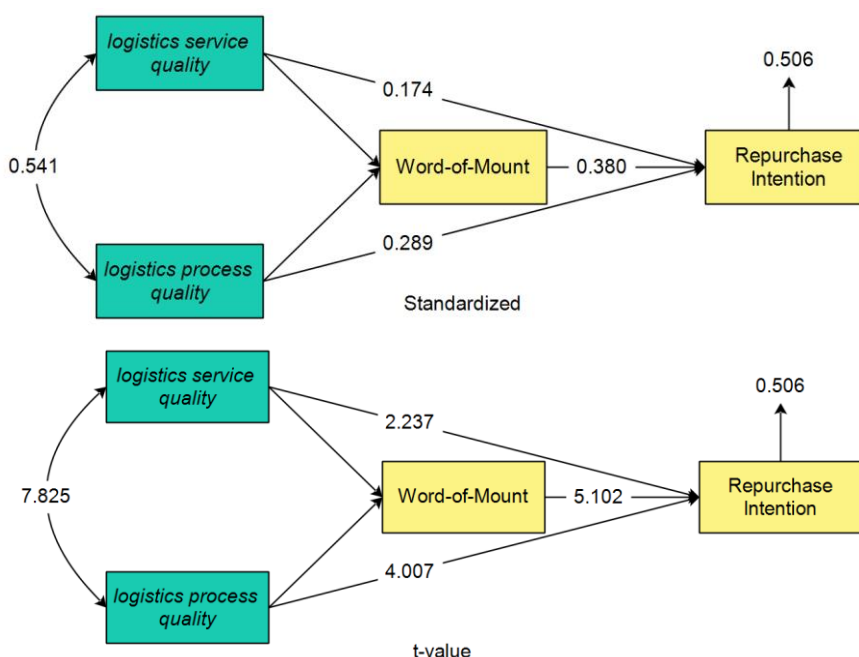 logistics service
quality
0.506
0.174
0.541
Word-of-Mount
0.380
Repurchase
Intention
0.289
logistics process
quality
Standardized
logistics service
quality
0.506
2.237
7.825
Word-of-Mount
5.102
Repurchase
Intention
4.007
logistics process
quality
t-value